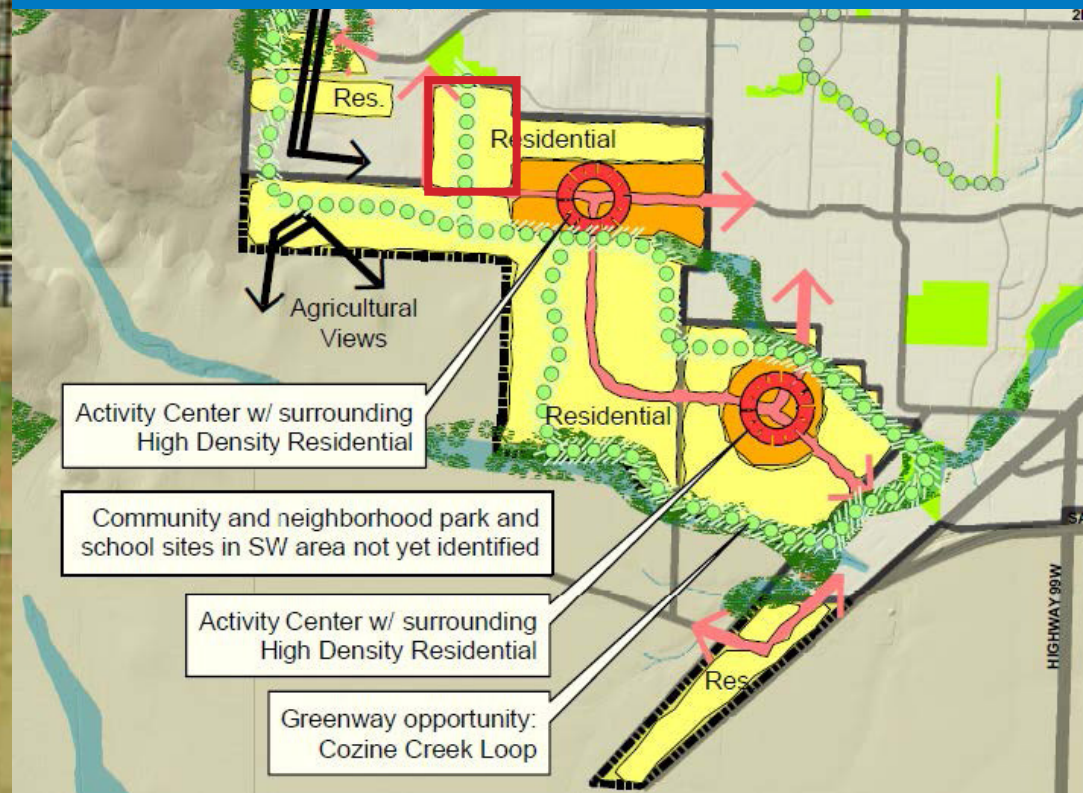 Res.
Residential
Agricultural
Views
Activity Center w/ surrounding
High Density Residential
Residential
Community and neighborhood park and
school sites in SW area not yet identified
Activity Center w/ surrounding
High Density Residential
HIGHWAY 99W
Res.
Greenway opportunity:
Cozine Creek Loop